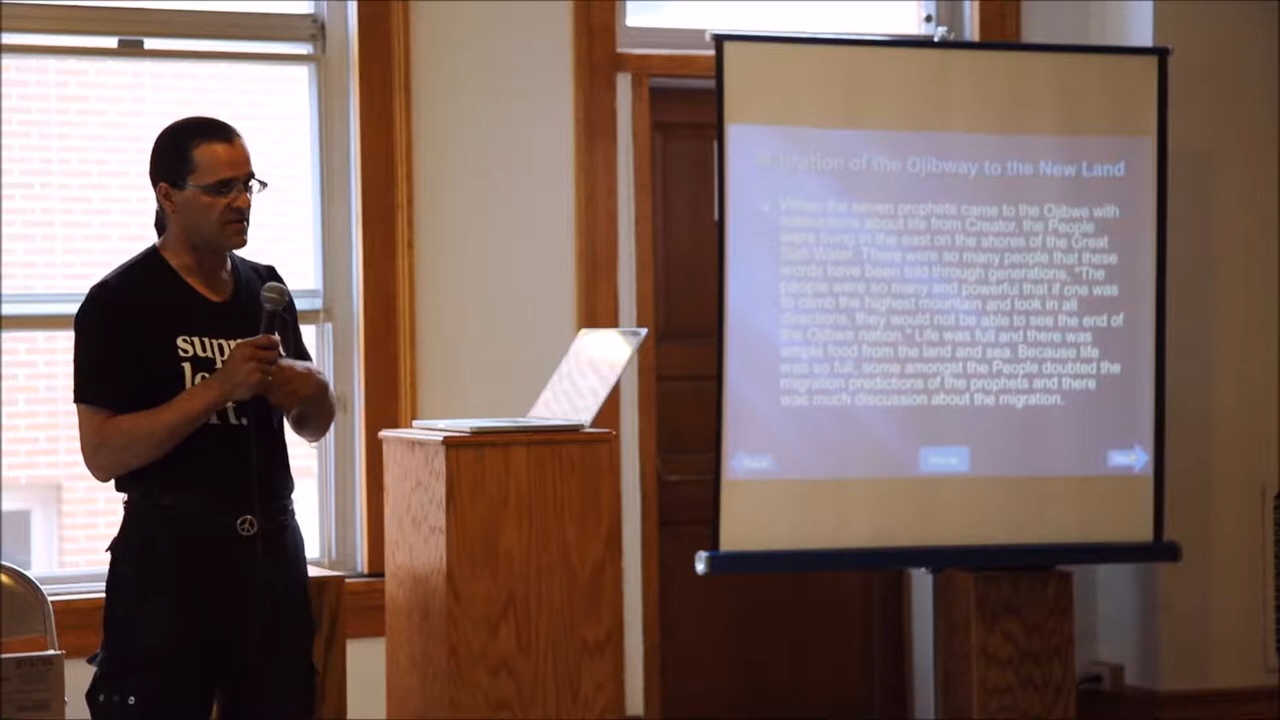 supp
Migration of the Ojibway to the New Land
When the seven prophets came to the Ojibwe with
instructions about life from Creator, the People
were living in the east on the shores of the Great
Salt Water. There were so many people that these
words have been told through generations, "The
people were so many and powerful that if one was
to climb the highest mountain and look in all
directions, they would not be able to see the end of
the Ojibwe nation." Life was full and there was
ample food from the land and sea. Because life
was so full, some amongst the People doubted the
migration predictions of the prophets and there
was much discussion about the migration.